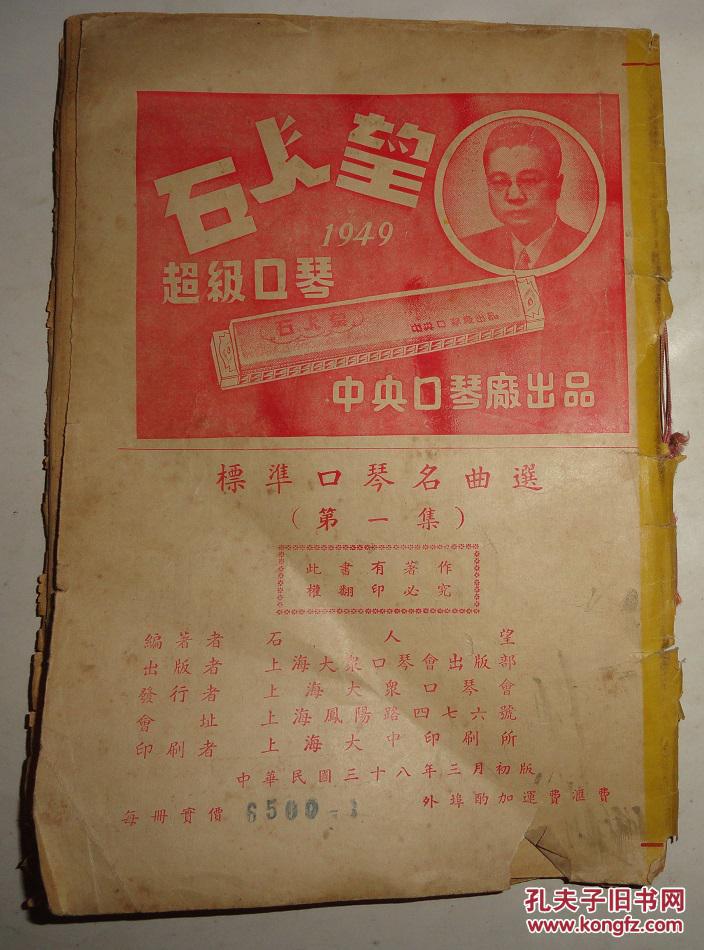 石人望
1949
超級口琴
石人望 中央口琴廠出品
中央口琴廠出品
標準口琴名曲選
(第一集)
此書有著作
權翻印必究
編著者 石人望
出版者 上海大衆口琴會出版部
發行者 上海大衆口琴會
會址 上海鳳陽路四七六號
印刷者 上海大中印刷所
中華民國三十八年三月初版
每冊實價 6500 外埠酌加運費滙費
孔夫子旧书网
www.kongfz.com